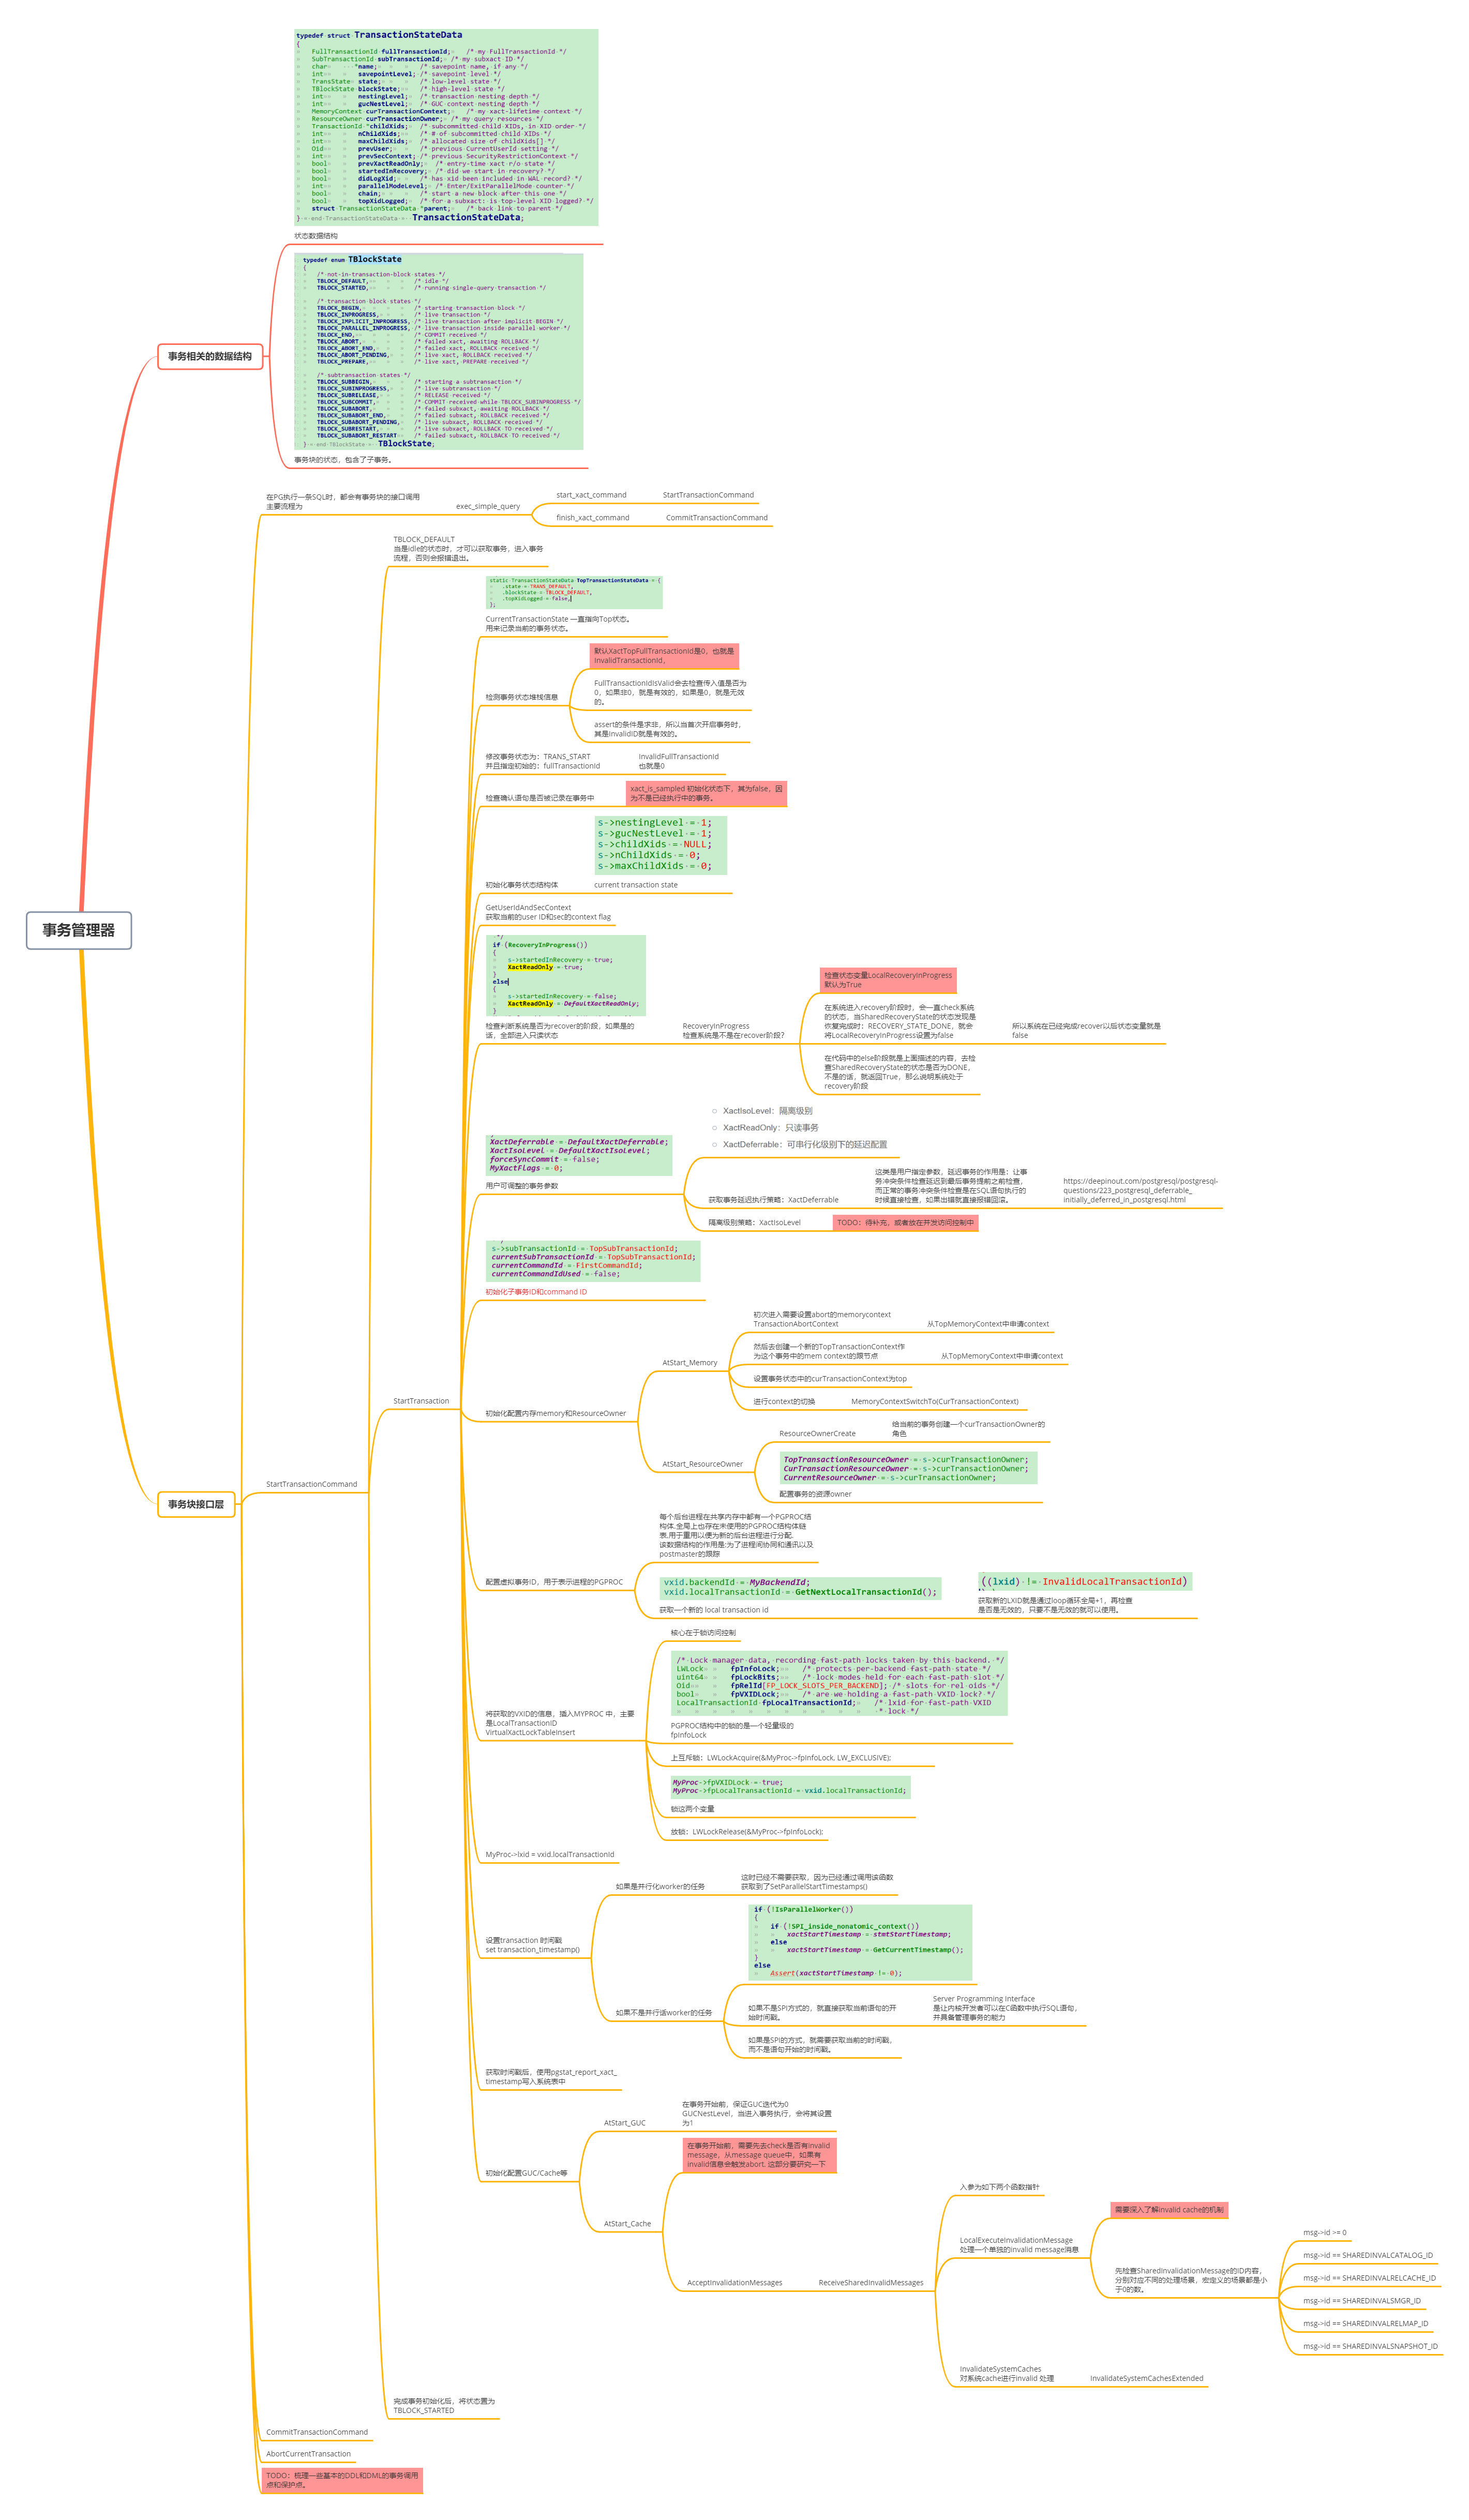 typedef struct TransactionStateData
{
FullTransactionId fullTransactionId; /* my FullTransactionId */
SubTransactionId subTransactionId; /* my subxact ID */
char *name; /* savepoint name, if any */
int savepointLevel; /* savepoint level */
TransState state; /* low-level state */
TBlockState blockState; /* high-level state */
int nestingLevel; /* transaction nesting depth */
int gucNestLevel; /* GUC context nesting depth */
MemoryContext curTransactionContext; /* my xact-lifetime context */
ResourceOwner curTransactionOwner; /* my query resources */
TransactionId *childXids; /* subcommitted child XIDs, in XID order */
int nChildXids; /* # of subcommitted child XIDs */
int maxChildXids; /* allocated size of childXids[] */
Oid prevUser; /* previous CurrentUserId setting */
int prevSecContext; /* previous SecurityRestrictionContext */
bool prevXactReadOnly; /* entry-time xact r/o state */
bool startedInRecovery; /* did we start in recovery? */
bool didLogXid; /* has xid been included in WAL record? */
int parallelModeLevel; /* Enter/ExitParallelMode counter */
bool chain; /* start a new block after this one */
bool topXidLogged; /* for a subxact: is top-level XID logged? */
struct TransactionStateData *parent; /* back link to parent */
} end TransactionStateData TransactionStateData;
状态数据结构
typedef enum TBlockState
{
/* not-in-transaction-block states */
TBLOCK_DEFAULT, /* idle */
TBLOCK_STARTED, /* running single-query transaction */
/* transaction block states */
TBLOCK_BEGIN, /* starting transaction block */
TBLOCK_INPROGRESS, /* live transaction */
TBLOCK_IMPLICIT_INPROGRESS, /* live transaction after implicit BEGIN */
TBLOCK_PARALLEL_INPROGRESS, /* live transaction inside parallel worker */
TBLOCK_END, /* COMMIT received */
TBLOCK_ABORT, /* failed xact, awaiting ROLLBACK */
TBLOCK_ABORT_END, /* failed xact, ROLLBACK received */
TBLOCK_ABORT_PENDING, /* live xact, ROLLBACK received */
TBLOCK_PREPARE, /* live xact, PREPARE received */
/* subtransaction states */
TBLOCK_SUBBEGIN, /* starting a subtransaction */
TBLOCK_SUBINPROGRESS, /* live subtransaction */
TBLOCK_SUBRELEASE, /* RELEASE received */
TBLOCK_SUBCOMMIT, /* COMMIT received while TBLOCK_SUBINPROGRESS */
TBLOCK_SUBABORT, /* failed subxact, awaiting ROLLBACK */
TBLOCK_SUBABORT_END, /* failed subxact, ROLLBACK received */
TBLOCK_SUBABORT_PENDING, /* live subxact, ROLLBACK received */
TBLOCK_SUBRESTART, /* live subxact, ROLLBACK TO received */
TBLOCK_SUBABORT_RESTART /* failed subxact, ROLLBACK TO received */
} end TBlockState TBlockState;
事务相关的数据结构
事务块的状态，包含了子事务。
在PG执行一条SQL时，都会有事务块的接口调用
主要流程为
exec_simple_query
start_xact_command
StartTransactionCommand
finish_xact_command
CommitTransactionCommand
TBLOCK_DEFAULT
当是idle的状态时，才可以获取事务，进入事务
流程，否则会报错退出。
static TransactionStateData TopTransactionStateData = {
.state = TRANS_DEFAULT,
.blockState = TBLOCK_DEFAULT,
.topXidLogged = false,
};
CurrentTransactionState 一直指向Top状态。
用来记录当前的事务状态。
默认XactTopFullTransactionId是0，也就是
InvalidTransactionId，
检测事务状态堆栈信息
FullTransactionIdIsValid会去检查传入值是否为
0，如果非0，就是有效的，如果是0，就是无效
的。
assert的条件是求非，所以当首次开启事务时，
其是InvalidID就是有效的。
修改事务状态为：TRANS_START
并且指定初始的：fullTransactionId
InvalidFullTransactionId
也就是0
检查确认语句是否被记录在事务中
xact_is_sampled 初始化状态下，其为false，因
为不是已经执行中的事务。
s->nestingLevel = 1;
s->gucNestLevel = 1;
s->childXids = NULL;
s->nChildXids = 0;
s->maxChildXids = 0;
初始化事务状态结构体
current transaction state
事务管理器
GetUserIdAndSecContext
获取当前的user ID和sec的context flag
*/
if (RecoveryInProgress())
{
s->startedInRecovery = true;
XactReadOnly = true;
}
else
{
s->startedInRecovery = false;
XactReadOnly = DefaultXactReadOnly;
}
检查判断系统是否为recover的阶段，如果是的
话，全部进入只读状态
RecoveryInProgress
检查系统是不是在recover阶段？
检查状态变量LocalRecoveryInProgress
默认为True
在系统进入recovery阶段时，会一直check系统
的状态，当SharedRecoveryState的状态发现是
恢复完成时：RECOVERY_STATE_DONE，就会
将LocalRecoveryInProgress设置为false
所以系统在已经完成recover以后状态变量就是
false
在代码中的else阶段就是上面描述的内容，去检
查SharedRecoveryState的状态是否为DONE，
不是的话，就返回True，那么说明系统处于
recovery阶段
○ XactIsoLevel：隔离级别
○ XactReadOnly：只读事务
○ XactDeferrable：可串行化级别下的延迟配置
XactDeferrable = DefaultXactDeferrable;
XactIsoLevel = DefaultXactIsoLevel;
forceSyncCommit = false;
MyXactFlags = 0;
用户可调整的事务参数
获取事务延迟执行策略：XactDeferrable
这类是用户指定参数，延迟事务的作用是：让事
务冲突条件检查延迟到最后事务提前之前检查，
而正常的事务冲突条件检查是在SQL语句执行的
时候直接检查，如果出错就直接报错回滚。
https://deepinout.com/postgresql/postgresql-
questions/223_postgresql_deferrable_
initially_deferred_in_postgresql.html
隔离级别策略：XactIsoLevel
TODO：待补充，或者放在并发访问控制中
s->subTransactionId = TopSubTransactionId;
currentSubTransactionId = TopSubTransactionId;
currentCommandId = FirstCommandId;
currentCommandIdUsed = false;
初始化子事务ID和command ID
初次进入需要设置abort的memorycontext
TransactionAbortContext
从TopMemoryContext中申请context
然后去创建一个新的TopTransactionContext作
为这个事务中的mem context的跟节点
从TopMemoryContext中申请context
AtStart_Memory
设置事务状态中的curTransactionContext为top
进行context的切换
MemoryContextSwitchTo(CurTransactionContext)
StartTransaction
初始化配置内存memory和ResourceOwner
ResourceOwnerCreate
给当前的事务创建一个curTransactionOwner的
角色
AtStart_ResourceOwner
TopTransactionResourceOwner = s->curTransactionOwner;
CurTransactionResourceOwner = s->curTransactionOwner;
CurrentResourceOwner = s->curTransactionOwner;
配置事务的资源owner
StartTransactionCommand
事务块接口层
每个后台进程在共享内存中都有一个PGPROC结
构体.全局上也存在未使用的PGPROC结构体链
表,用于重用以便为新的后台进程进行分配.
该数据结构的作用是:为了进程间协同和通讯以及
postmaster的跟踪
配置虚拟事务ID，用于表示进程的PGPROC
vxid.backendId = MyBackendId;
vxid.localTransactionId = GetNextLocalTransactionId();
获取一个新的 local transaction id
((lxid) != InvalidLocalTransactionId)
获取新的LXID就是通过loop循环全局+1，再检查
是否是无效的，只要不是无效的就可以使用。
核心在于锁访问控制
/* Lock manager data, recording fast-path locks taken by this backend. */
LWLock fpInfoLock; /* protects per-backend fast-path state */
uint64 fpLockBits; /* lock modes held for each fast-path slot */
Oid fpRelId[FP_LOCK_SLOTS_PER_BACKEND]; /* slots for rel oids */
bool fpVXIDLock; /* are we holding a fast-path VXID lock? */
LocalTransactionId fpLocalTransactionId; /* lxid for fast-path VXID
* lock */
PGPROC结构中的锁的是一个轻量级的
fpInfoLock
将获取的VXID的信息，插入MYPROC 中，主要
是LocalTransactionID
VirtualXactLockTableInsert
上互斥锁：LWLockAcquire(&MyProc->fpInfoLock, LW_EXCLUSIVE);
MyProc->fpVXIDLock = true;
MyProc->fpLocalTransactionId = vxid.localTransactionId;
锁这两个变量
放锁：LWLockRelease(&MyProc->fpInfoLock);
MyProc->lxid = vxid.localTransactionId
如果是并行化worker的任务
这时已经不需要获取，因为已经通过调用该函数
获取到了SetParallelStartTimestamps()
if (!IsParallelWorker())
{
if (!SPI_inside_nonatomic_context())
xactStartTimestamp = stmtStartTimestamp;
else
xactStartTimestamp = GetCurrentTimestamp();
}
else
Assert(xactStartTimestamp != 0);
设置transaction 时间戳
set transaction_timestamp()
如果不是并行话worker的任务
如果不是SPI方式的，就直接获取当前语句的开
始时间戳。
Server Programming Interface
是让内核开发者可以在C函数中执行SQL语句，
并具备管理事务的能力
如果是SPI的方式，就需要获取当前的时间戳，
而不是语句开始的时间戳。
获取时间戳后，使用pgstat_report_xact_
timestamp写入系统表中
AtStart_GUC
在事务开始前，保证GUC迭代为0
GUCNestLevel，当进入事务执行，会将其设置
为1
初始化配置GUC/Cache等
在事务开始前，需要先去check是否有invalid
message，从message queue中，如果有
invalid信息会触发abort. 这部分要研究一下
AtStart_Cache
AcceptInvalidationMessages
ReceiveSharedInvalidMessages
入参为如下两个函数指针
LocalExecuteInvalidationMessage
处理一个单独的invalid message消息
需要深入了解invalid cache的机制
先检查SharedInvalidationMessage的ID内容，
分别对应不同的处理场景，宏定义的场景都是小
于0的数。
msg->id >= 0
msg->id == SHAREDINVALCATALOG_ID
msg->id == SHAREDINVALRELCACHE_ID
msg->id == SHAREDINVALSMGR_ID
msg->id == SHAREDINVALRELMAP_ID
msg->id == SHAREDINVALSNAPSHOT_ID
InvalidateSystemCaches
对系统cache进行invalid 处理
InvalidateSystemCachesExtended
完成事务初始化后，将状态置为
TBLOCK_STARTED
CommitTransactionCommand
AbortCurrentTransaction
TODO：梳理一些基本的DDL和DML的事务调用
点和保护点。